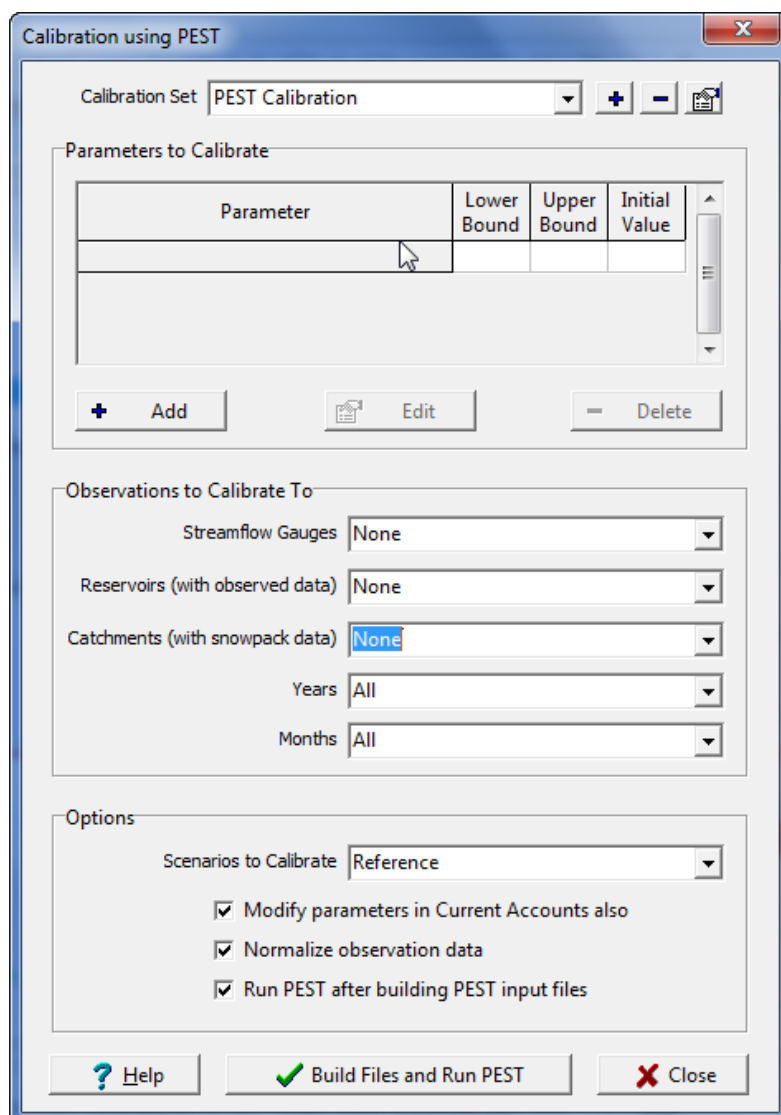 Calibration using PEST
Calibration Set PEST Calibration
Parameters to Calibrate
Parameter Lower Bound Upper Bound Initial Value
Add Edit Delete
Observations to Calibrate To
Streamflow Gauges None
Reservoirs (with observed data) None
Catchments (with snowpack data) None
Years All
Months All
Options
Scenarios to Calibrate Reference
Modify parameters in Current Accounts also
Normalize observation data
Run PEST after building PEST input files
? Help Build Files and Run PEST Close